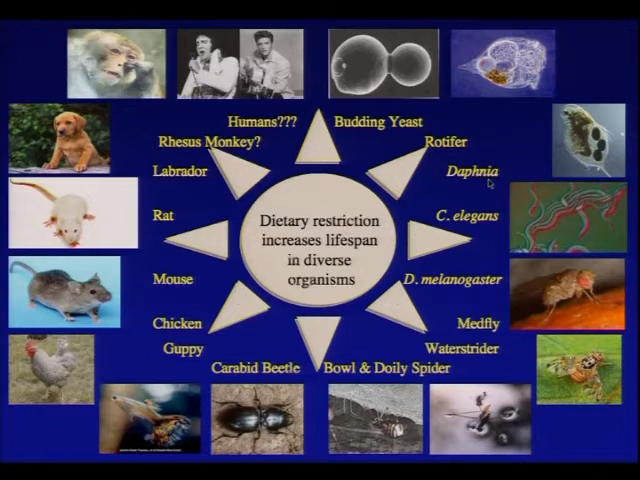 Humans???
Budding Yeast
Rhesus Monkey?
Rotifer
Labrador
Daphnia
Rat
C. elegans
Dietary restriction
increases lifespan
in diverse
organisms
Mouse
D. melanogaster
Chicken
Medfly
Guppy
Waterstrider
Carabid Beetle
Bowl & Doily Spider